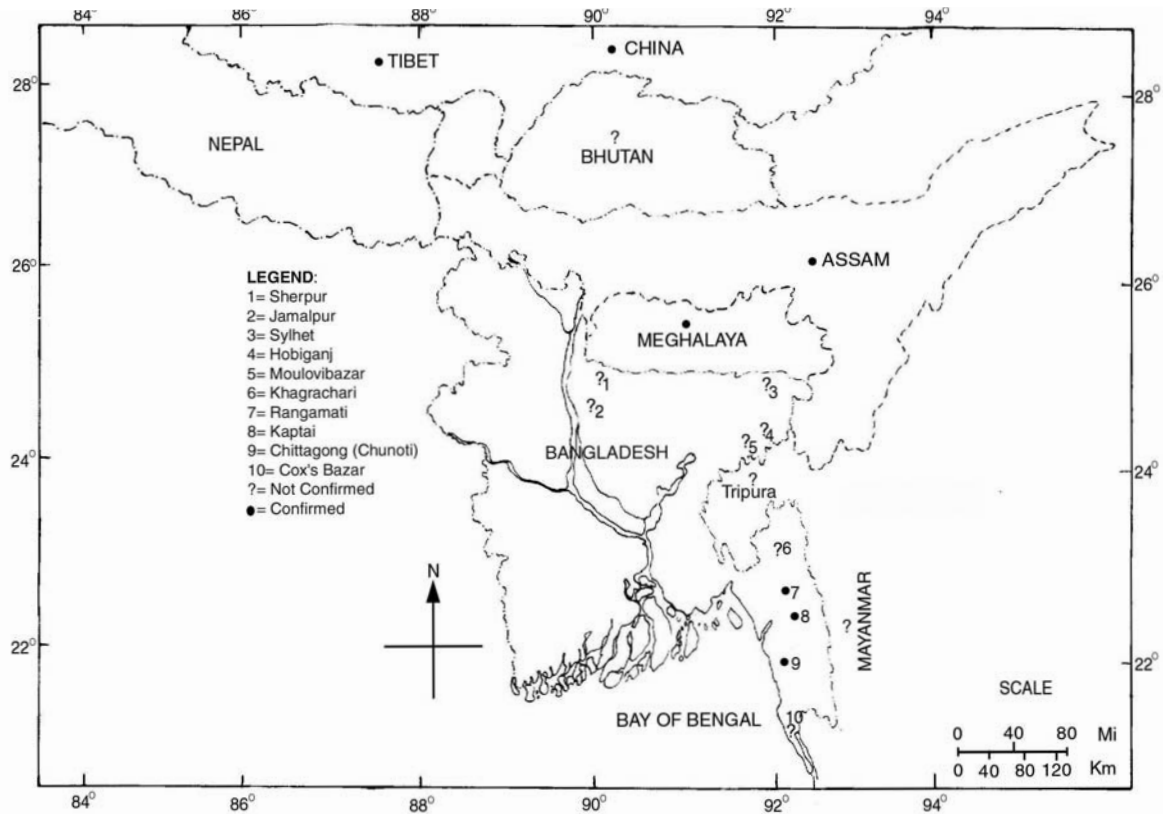 84° 86° 88° 90° 92° 94°
TIBET
CHINA
28°
28°
NEPAL
?
BHUTAN
26°
26°
ASSAM
LEGEND:
1= Sherpur
2= Jamalpur
3= Sylhet
4= Hobiganj
5= Moulovibazar
6= Khagrachari
7= Rangamati
8= Kaptai
9= Chittagong (Chunoti)
10= Cox's Bazar
?= Not Confirmed
●= Confirmed
MEGHALAYA
?1
?3
?2
?4
?5
BANGLADESH
24°
24°
?
Tripura
?6
N
7
8
?
MAYANMAR
22°
22°
9
SCALE
10
?
BAY OF BENGAL
0 40 80 Mi
0 40 80 120 Km
84° 86° 88° 90° 92° 94°